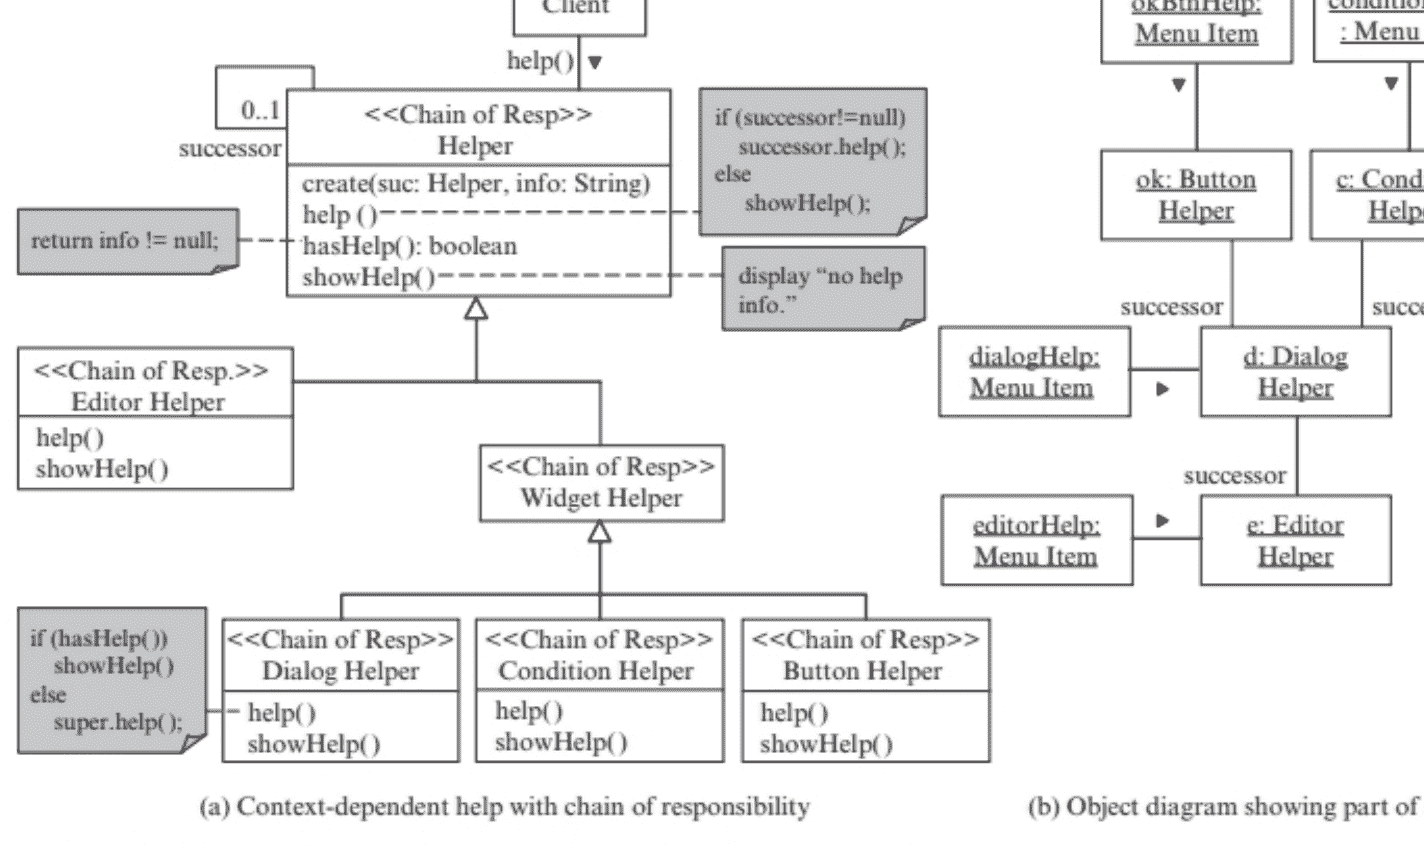 Client
help()
0..1
successor
<<Chain of Resp>>
Helper
create(suc: Helper, info: String)
help ()
hasHelp(): boolean
showHelp()
if (successor!=null)
successor.help();
else
showHelp();
return info != null;
display “no help
info.”
<<Chain of Resp.>>
Editor Helper
help()
showHelp()
<<Chain of Resp>>
Widget Helper
if (hasHelp())
showHelp()
else
super.help();
<<Chain of Resp>>
Dialog Helper
help()
showHelp()
<<Chain of Resp>>
Condition Helper
help()
showHelp()
<<Chain of Resp>>
Button Helper
help()
showHelp()
(a) Context-dependent help with chain of responsibility
okBtnHelp:
Menu Item
: Menu
ok: Button
Helper
c:
successor
dialogHelp:
Menu Item
d: Dialog
Helper
successor
editorHelp:
Menu Item
e: Editor
Helper
(b) Object diagram showing part of